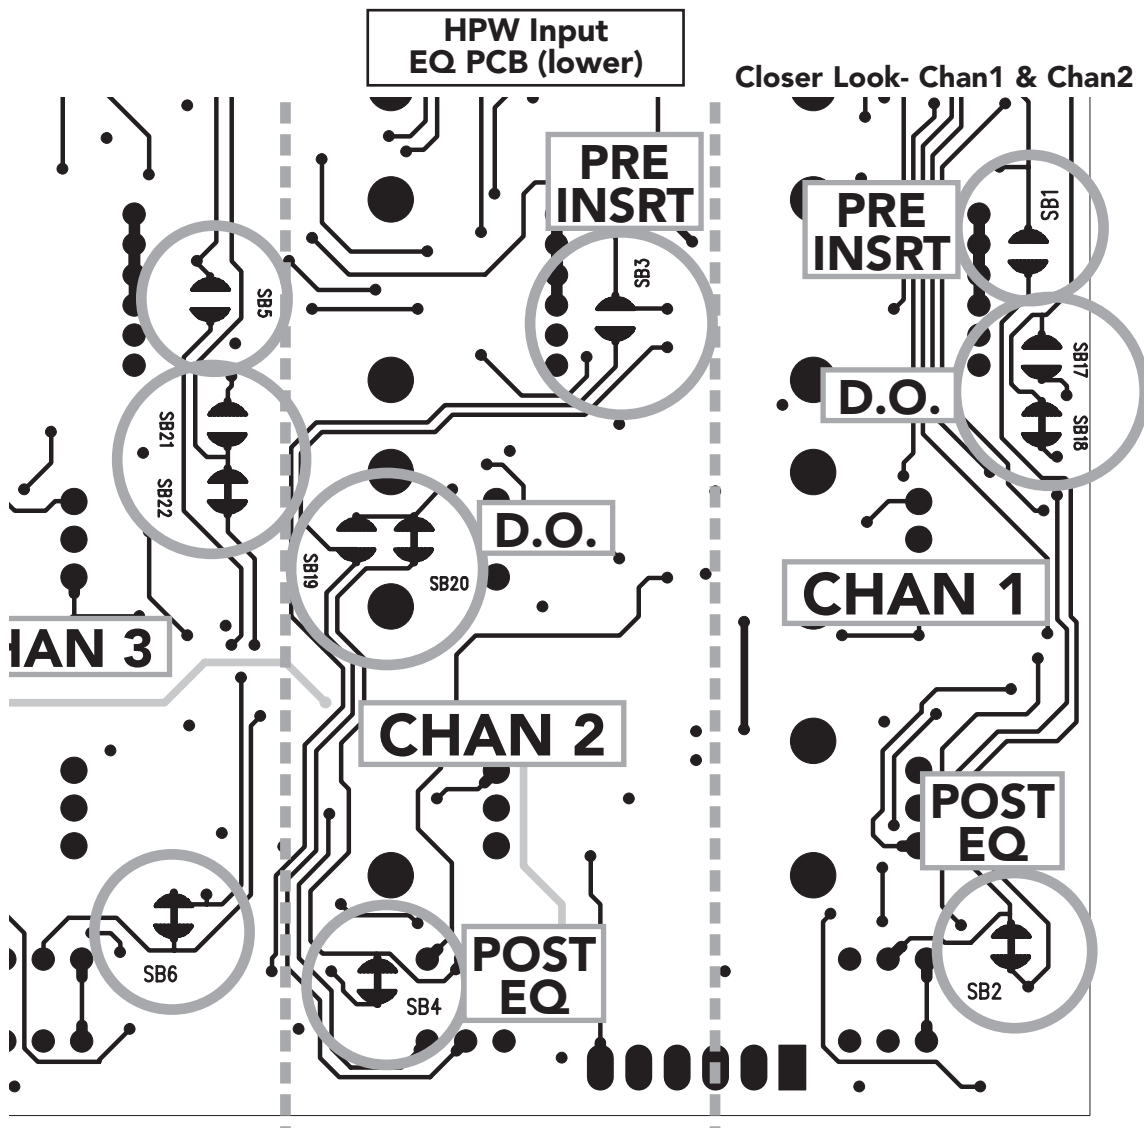 HPW Input
EQ PCB (lower)
Closer Look- Chan1 & Chan2
PRE
INSRT
SB3
PRE
INSRT
SB1
SB5
SB17
D.O.
SB18
SB21
SB22
D.O.
SB19
SB20
CHAN 1
HAN 3
CHAN 2
POST
EQ
POST
EQ
SB6
SB4
SB2